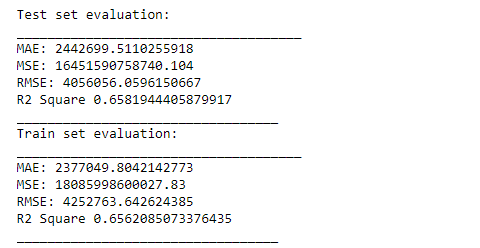 Test set evaluation:
_____________________________________
MAE: 2442699.5110255918
MSE: 16451590758740.104
RMSE: 4056056.0596150667
R2 Square 0.6581944405879917
__________________________________
Train set evaluation:
_____________________________________
MAE: 2377049.8042142773
MSE: 18085998600027.83
RMSE: 4252763.642624385
R2 Square 0.6562085073376435
__________________________________